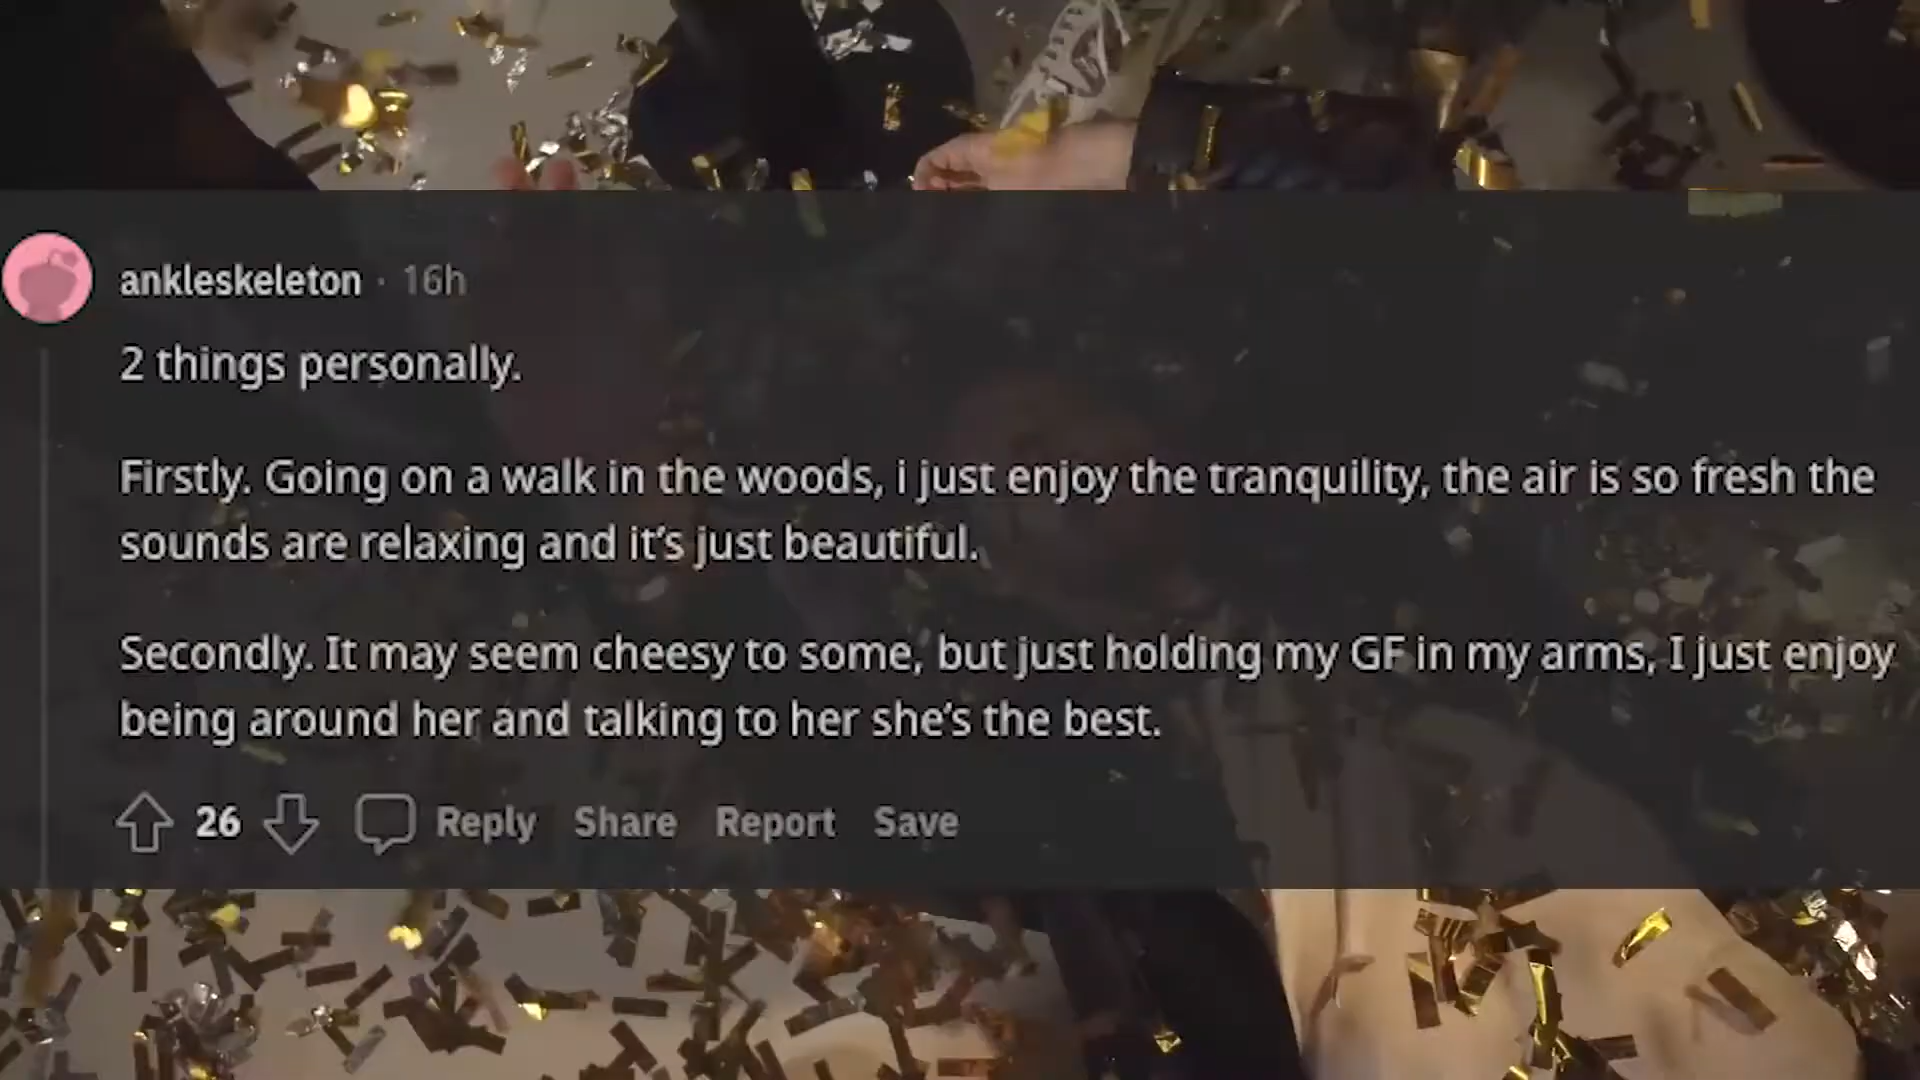 ankleskeleton · 16h
2 things personally.
Firstly. Going on a walk in the woods, i just enjoy the tranquility, the air is so fresh the
sounds are relaxing and it's just beautiful.
Secondly. It may seem cheesy to some, but just holding my GF in my arms, I just enjoy
being around her and talking to her she's the best.
26 Reply Share Report Save